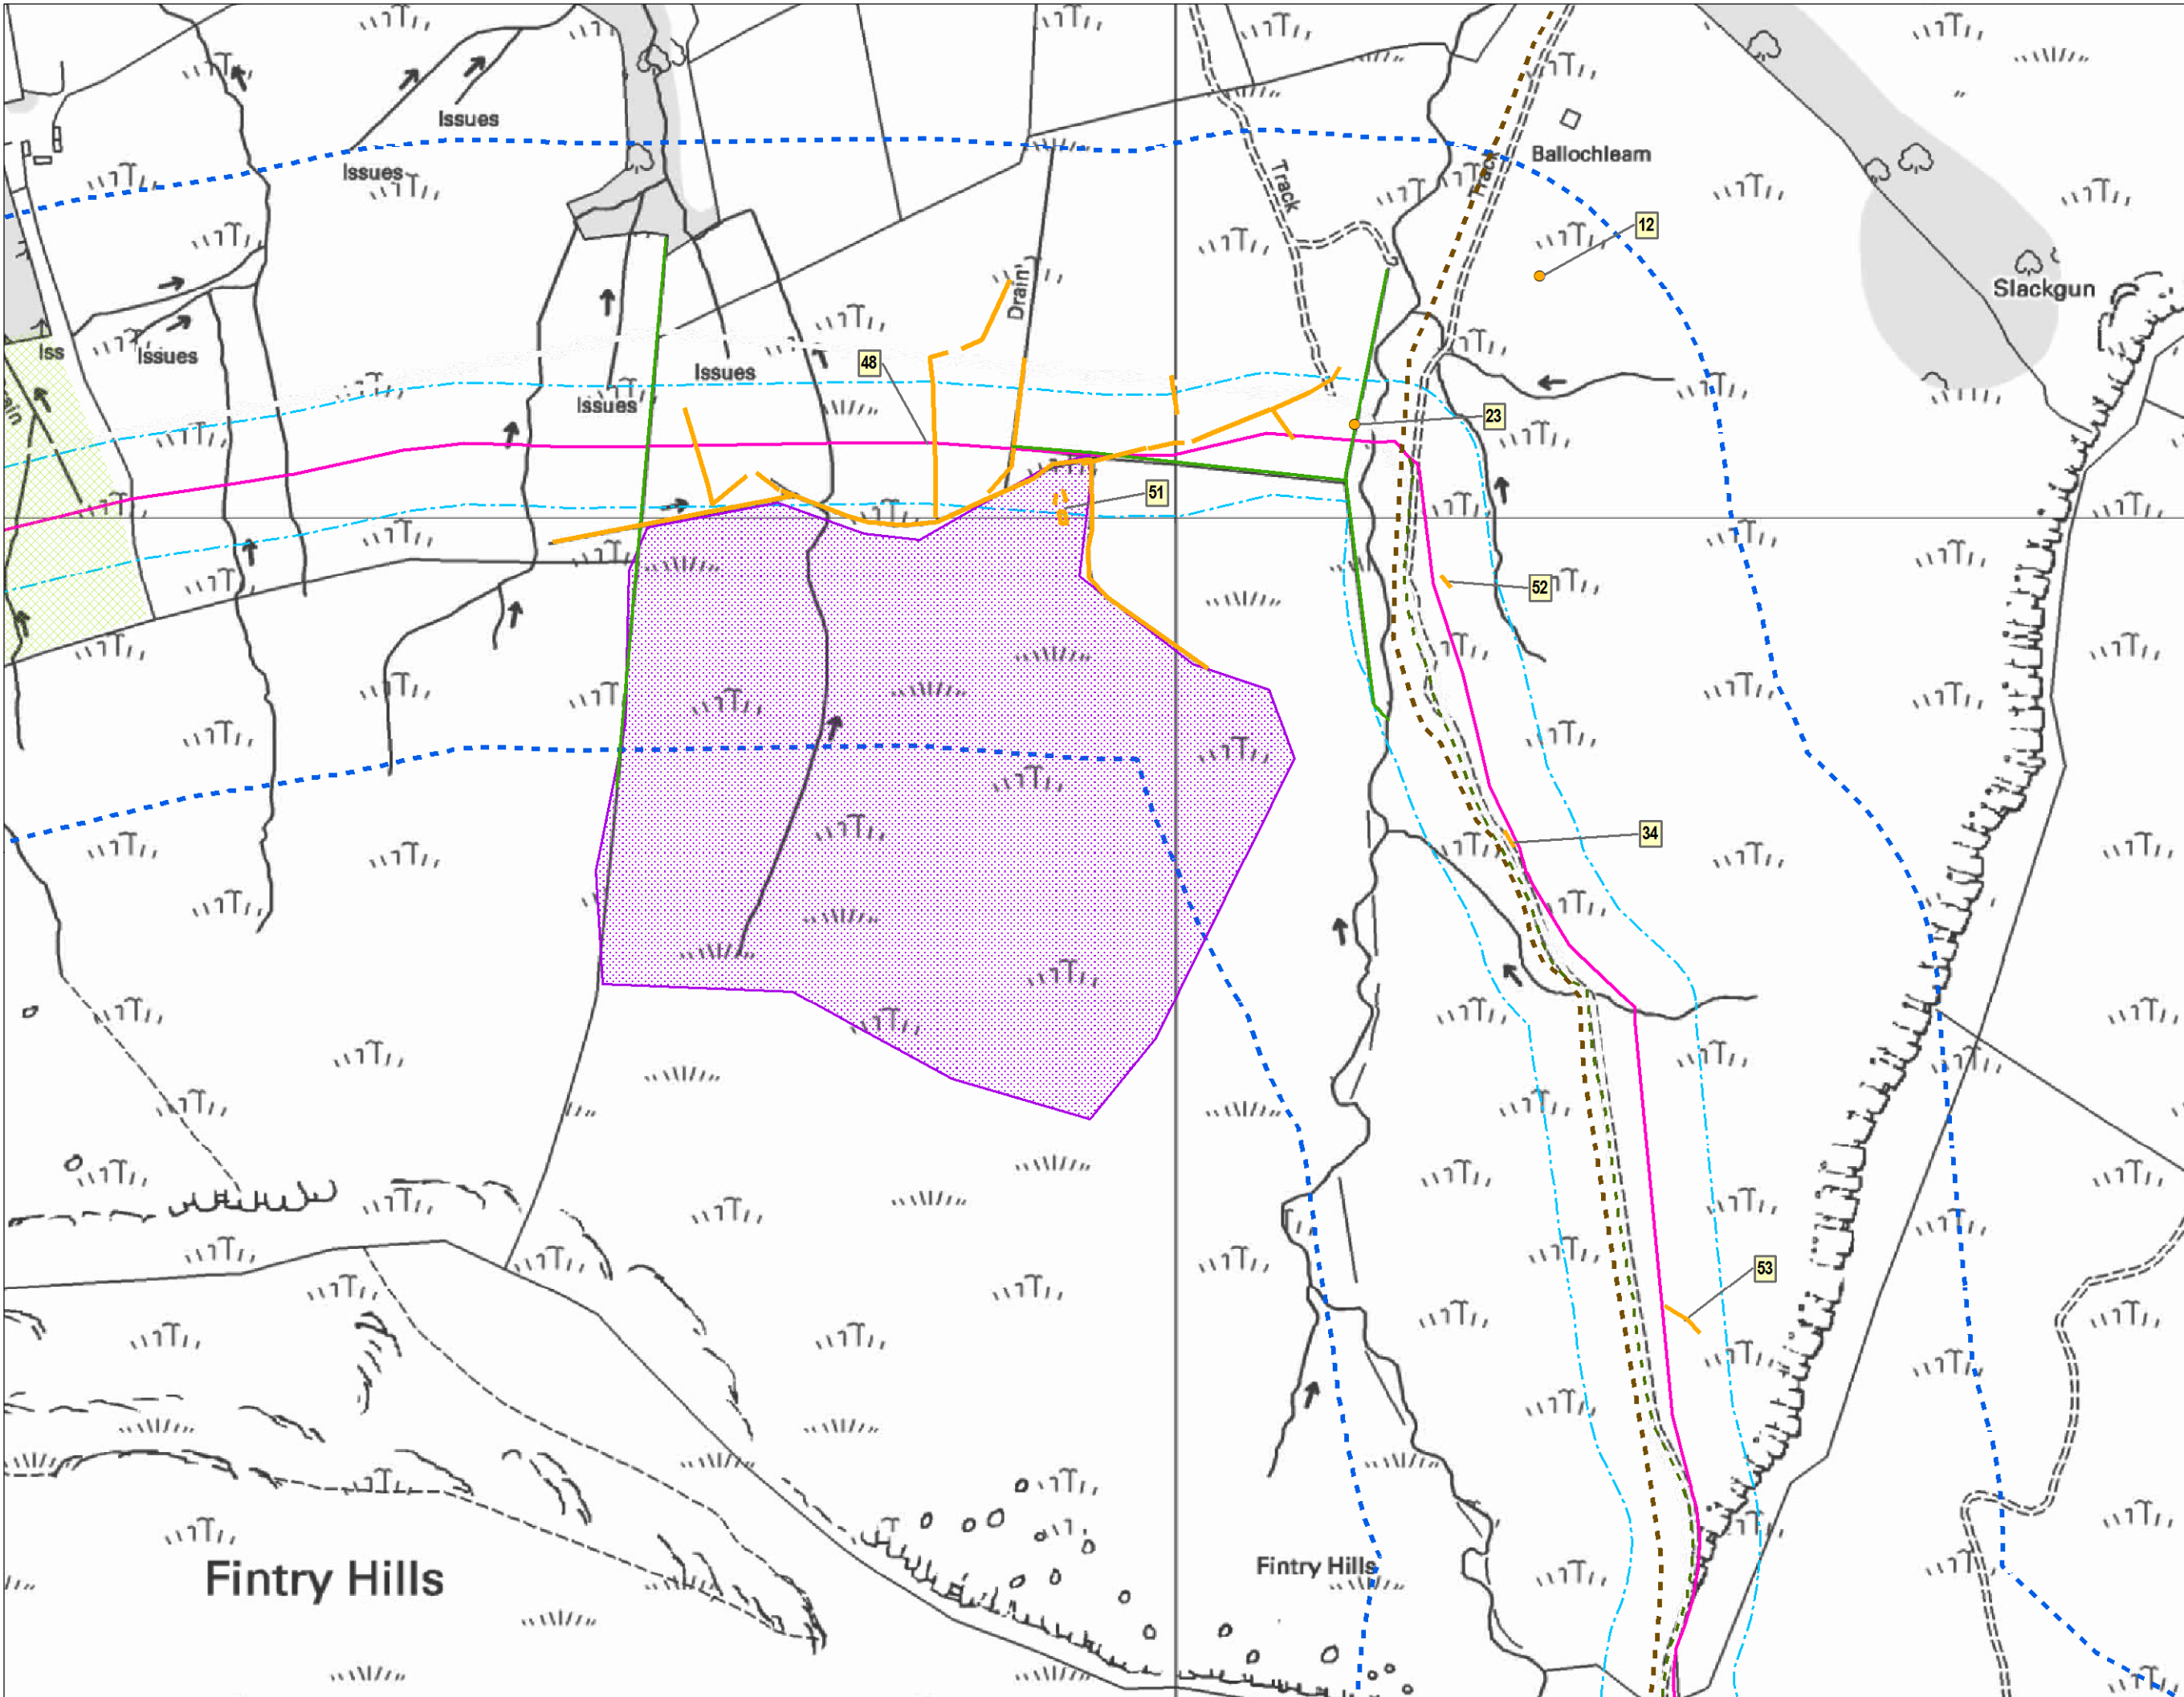 Issues
Issues
Track
Track
Ballochleam
12
Drain
Slackgun
Iss
Issues
48
Issues
Issues
23
rain
51
52
34
53
Fintry Hills
Fintry Hills